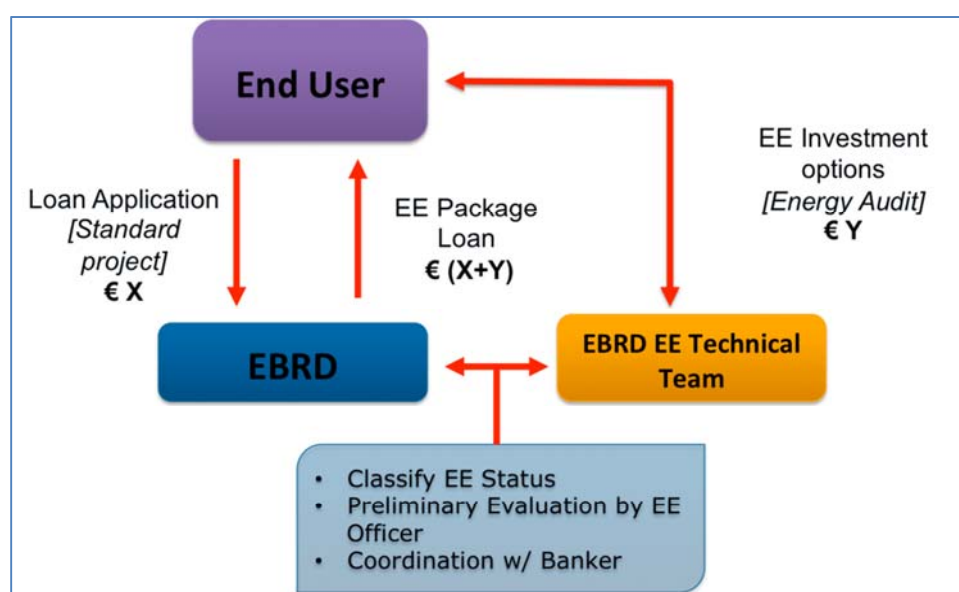 End User
Loan Application
[Standard
project]
€ X
EE Package
Loan
€ (X+Y)
EE Investment
options
[Energy Audit]
€ Y
EBRD
EBRD EE Technical
Team
• Classify EE Status
• Preliminary Evaluation by EE
Officer
• Coordination w/ Banker